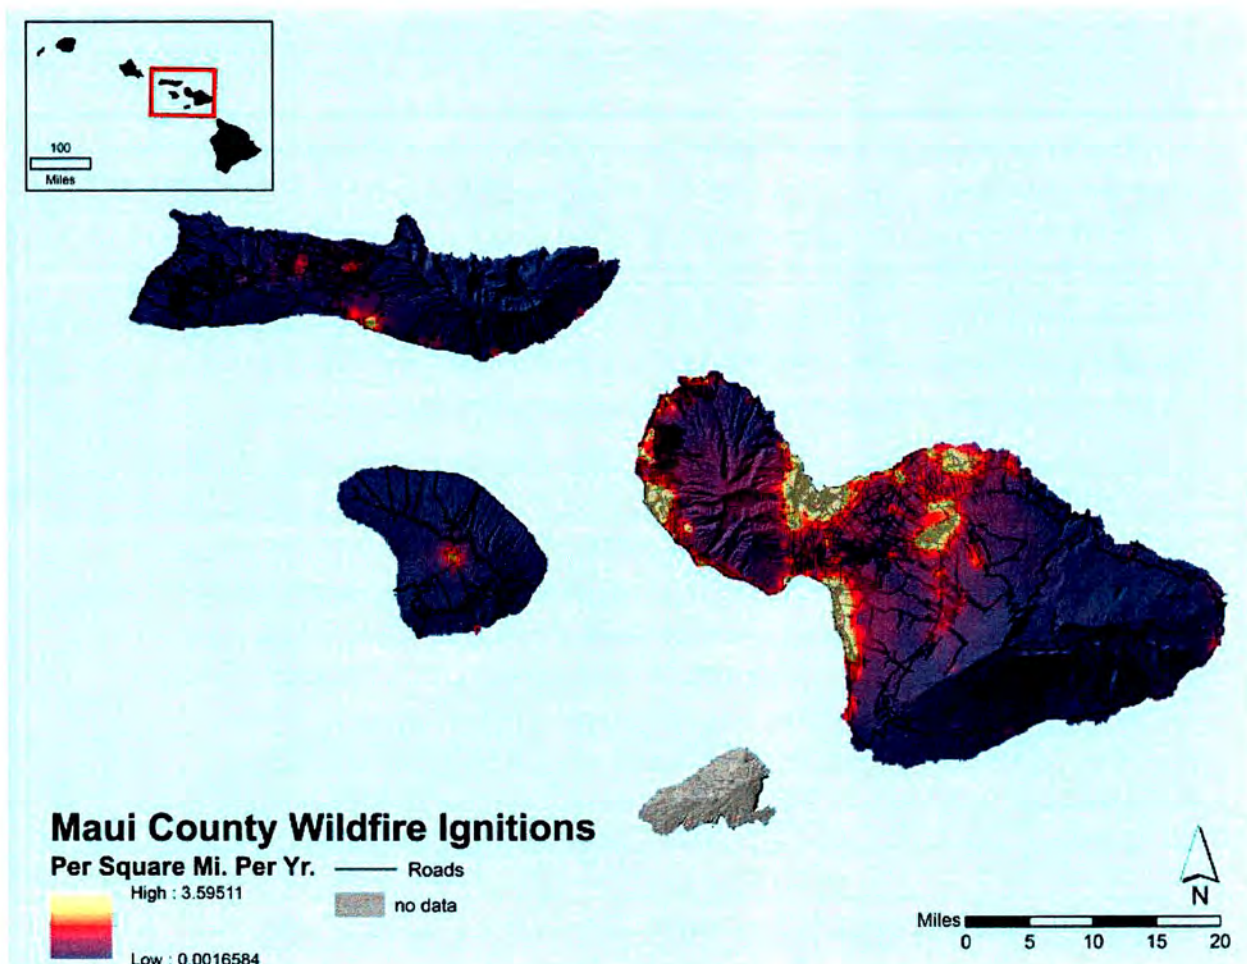 100
Miles
Maui County Wildfire Ignitions
Per Square Mi. Per Yr.
Roads
High : 3.59511
no data
Low : 0.0016584
N
Miles
0 5 10 15 20